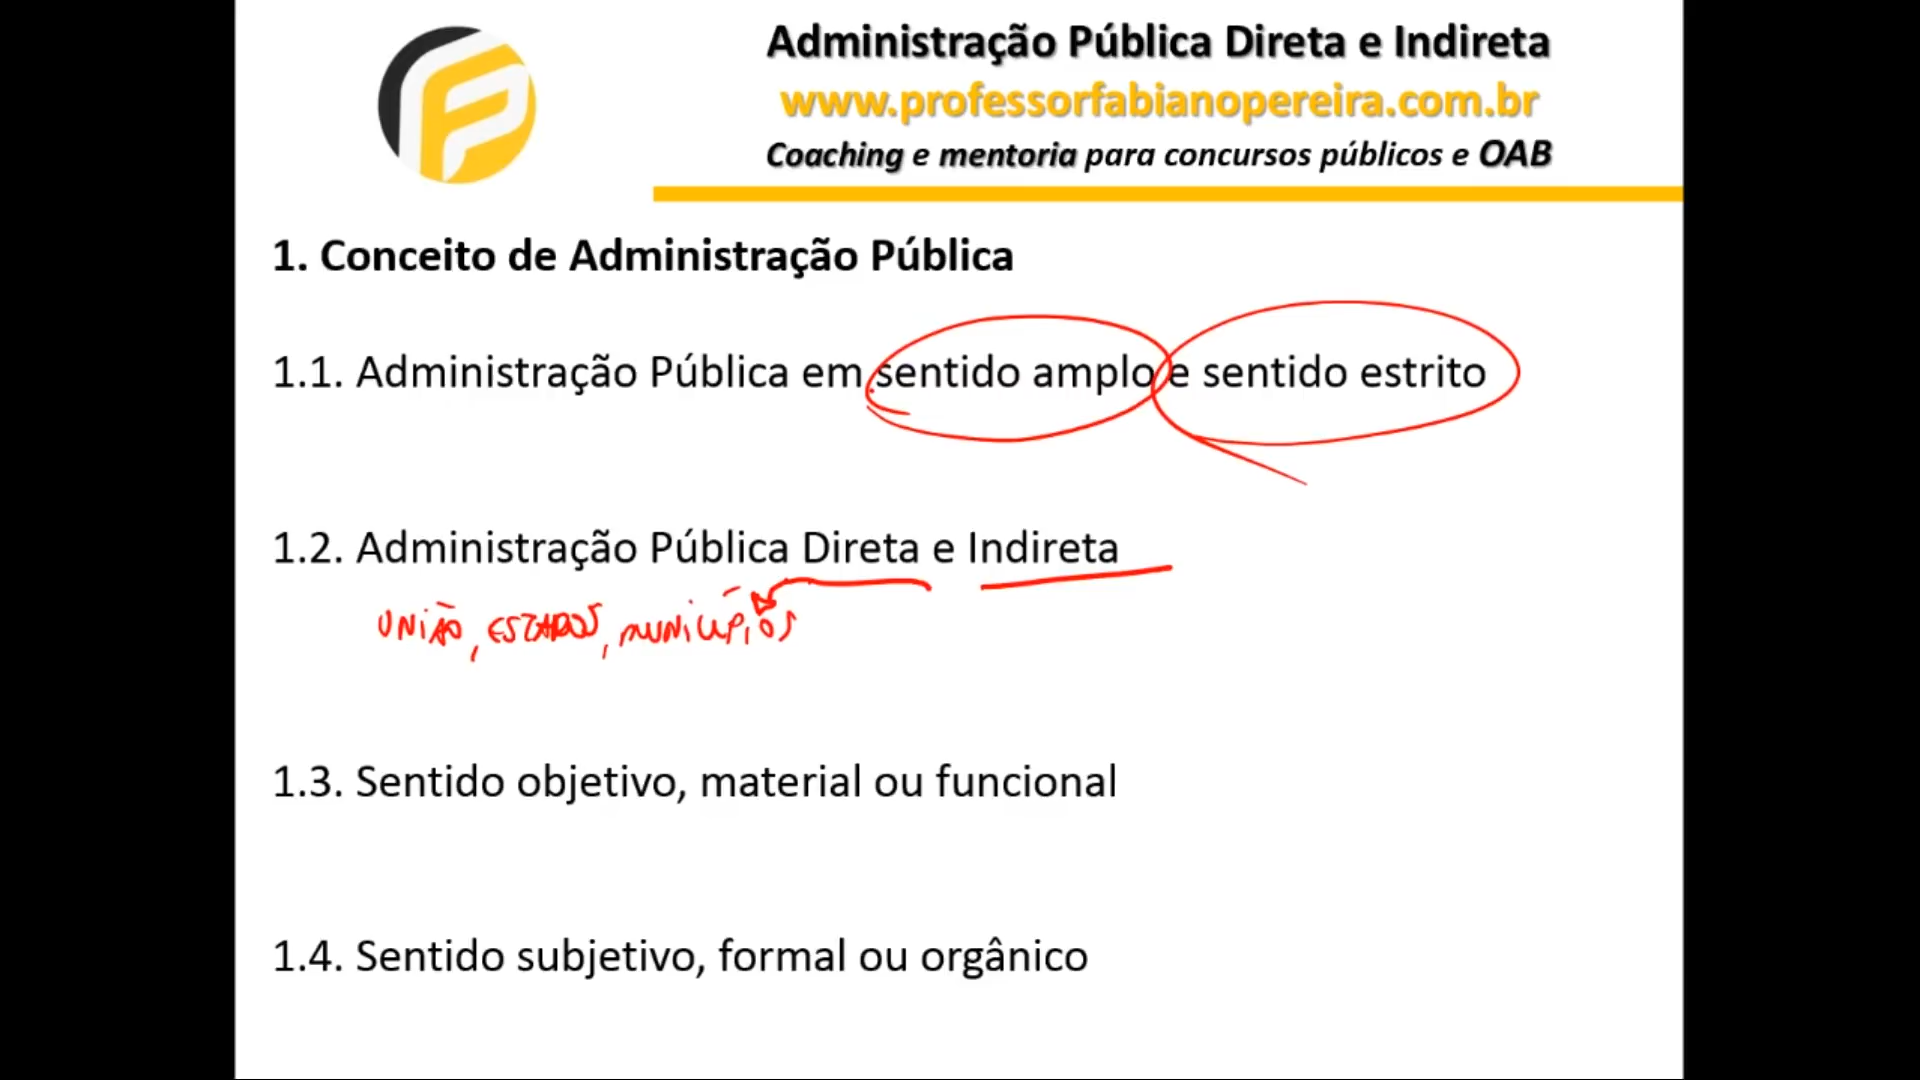 Administração Pública Direta e Indireta
www.professorfabianopereira.com.br
Coaching e mentoria para concursos públicos e OAB
1. Conceito de Administração Pública
1.1. Administração Pública em sentido amplo e sentido estrito
1.2. Administração Pública Direta e Indireta
UNIÃO, ESTADOS, MUNICÍPIOS
1.3. Sentido objetivo, material ou funcional
1.4. Sentido subjetivo, formal ou orgânico